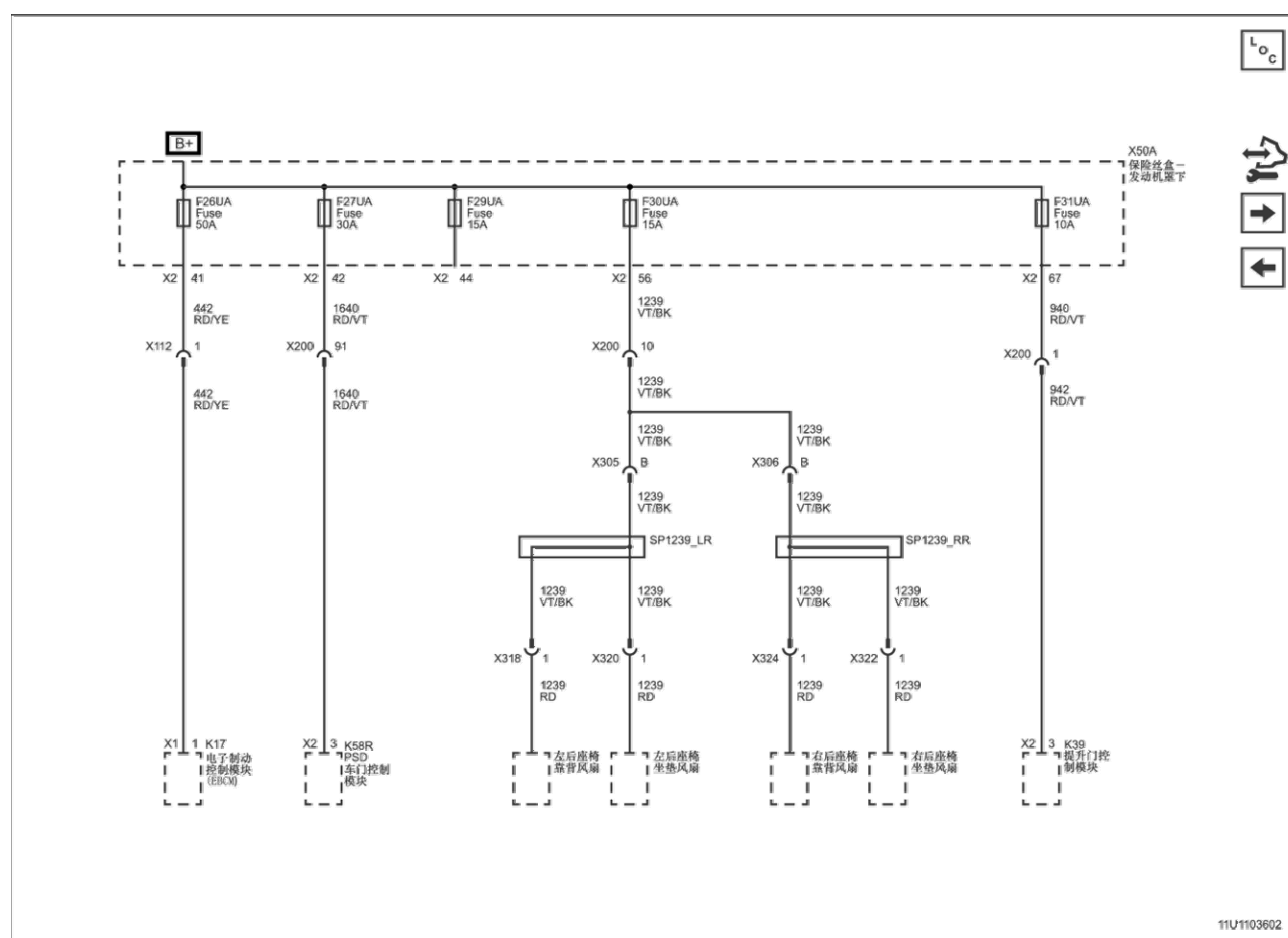 L
O
C
B+
X50A
保险丝盒－
发动机罩下
F26UA
Fuse
50A
F27UA
Fuse
30A
F29UA
Fuse
15A
F30UA
Fuse
15A
F31UA
Fuse
10A
X2 41
X2 42
X2 44
X2 56
X2 67
442
RD/YE
1640
RD/VT
1239
VT/BK
940
RD/VT
X112 1
X200 91
X200 10
X200 1
442
RD/YE
1640
RD/VT
1239
VT/BK
942
RD/VT
1239
VT/BK
1239
VT/BK
X305 B
X306 B
1239
VT/BK
1239
VT/BK
SP1239_LR
SP1239_RR
1239
VT/BK
1239
VT/BK
1239
VT/BK
1239
VT/BK
X318 1
X320 1
X324 1
X322 1
1239
RD
1239
RD
1239
RD
1239
RD
X1 1 K17
电子制动
控制模块
(EBCM)
X2 3 K58R
PSD
车门控制
模块
左后座椅
靠背风扇
左后座椅
坐垫风扇
右后座椅
靠背风扇
右后座椅
坐垫风扇
X2 3 K39
提升门控
制模块
11U1103602